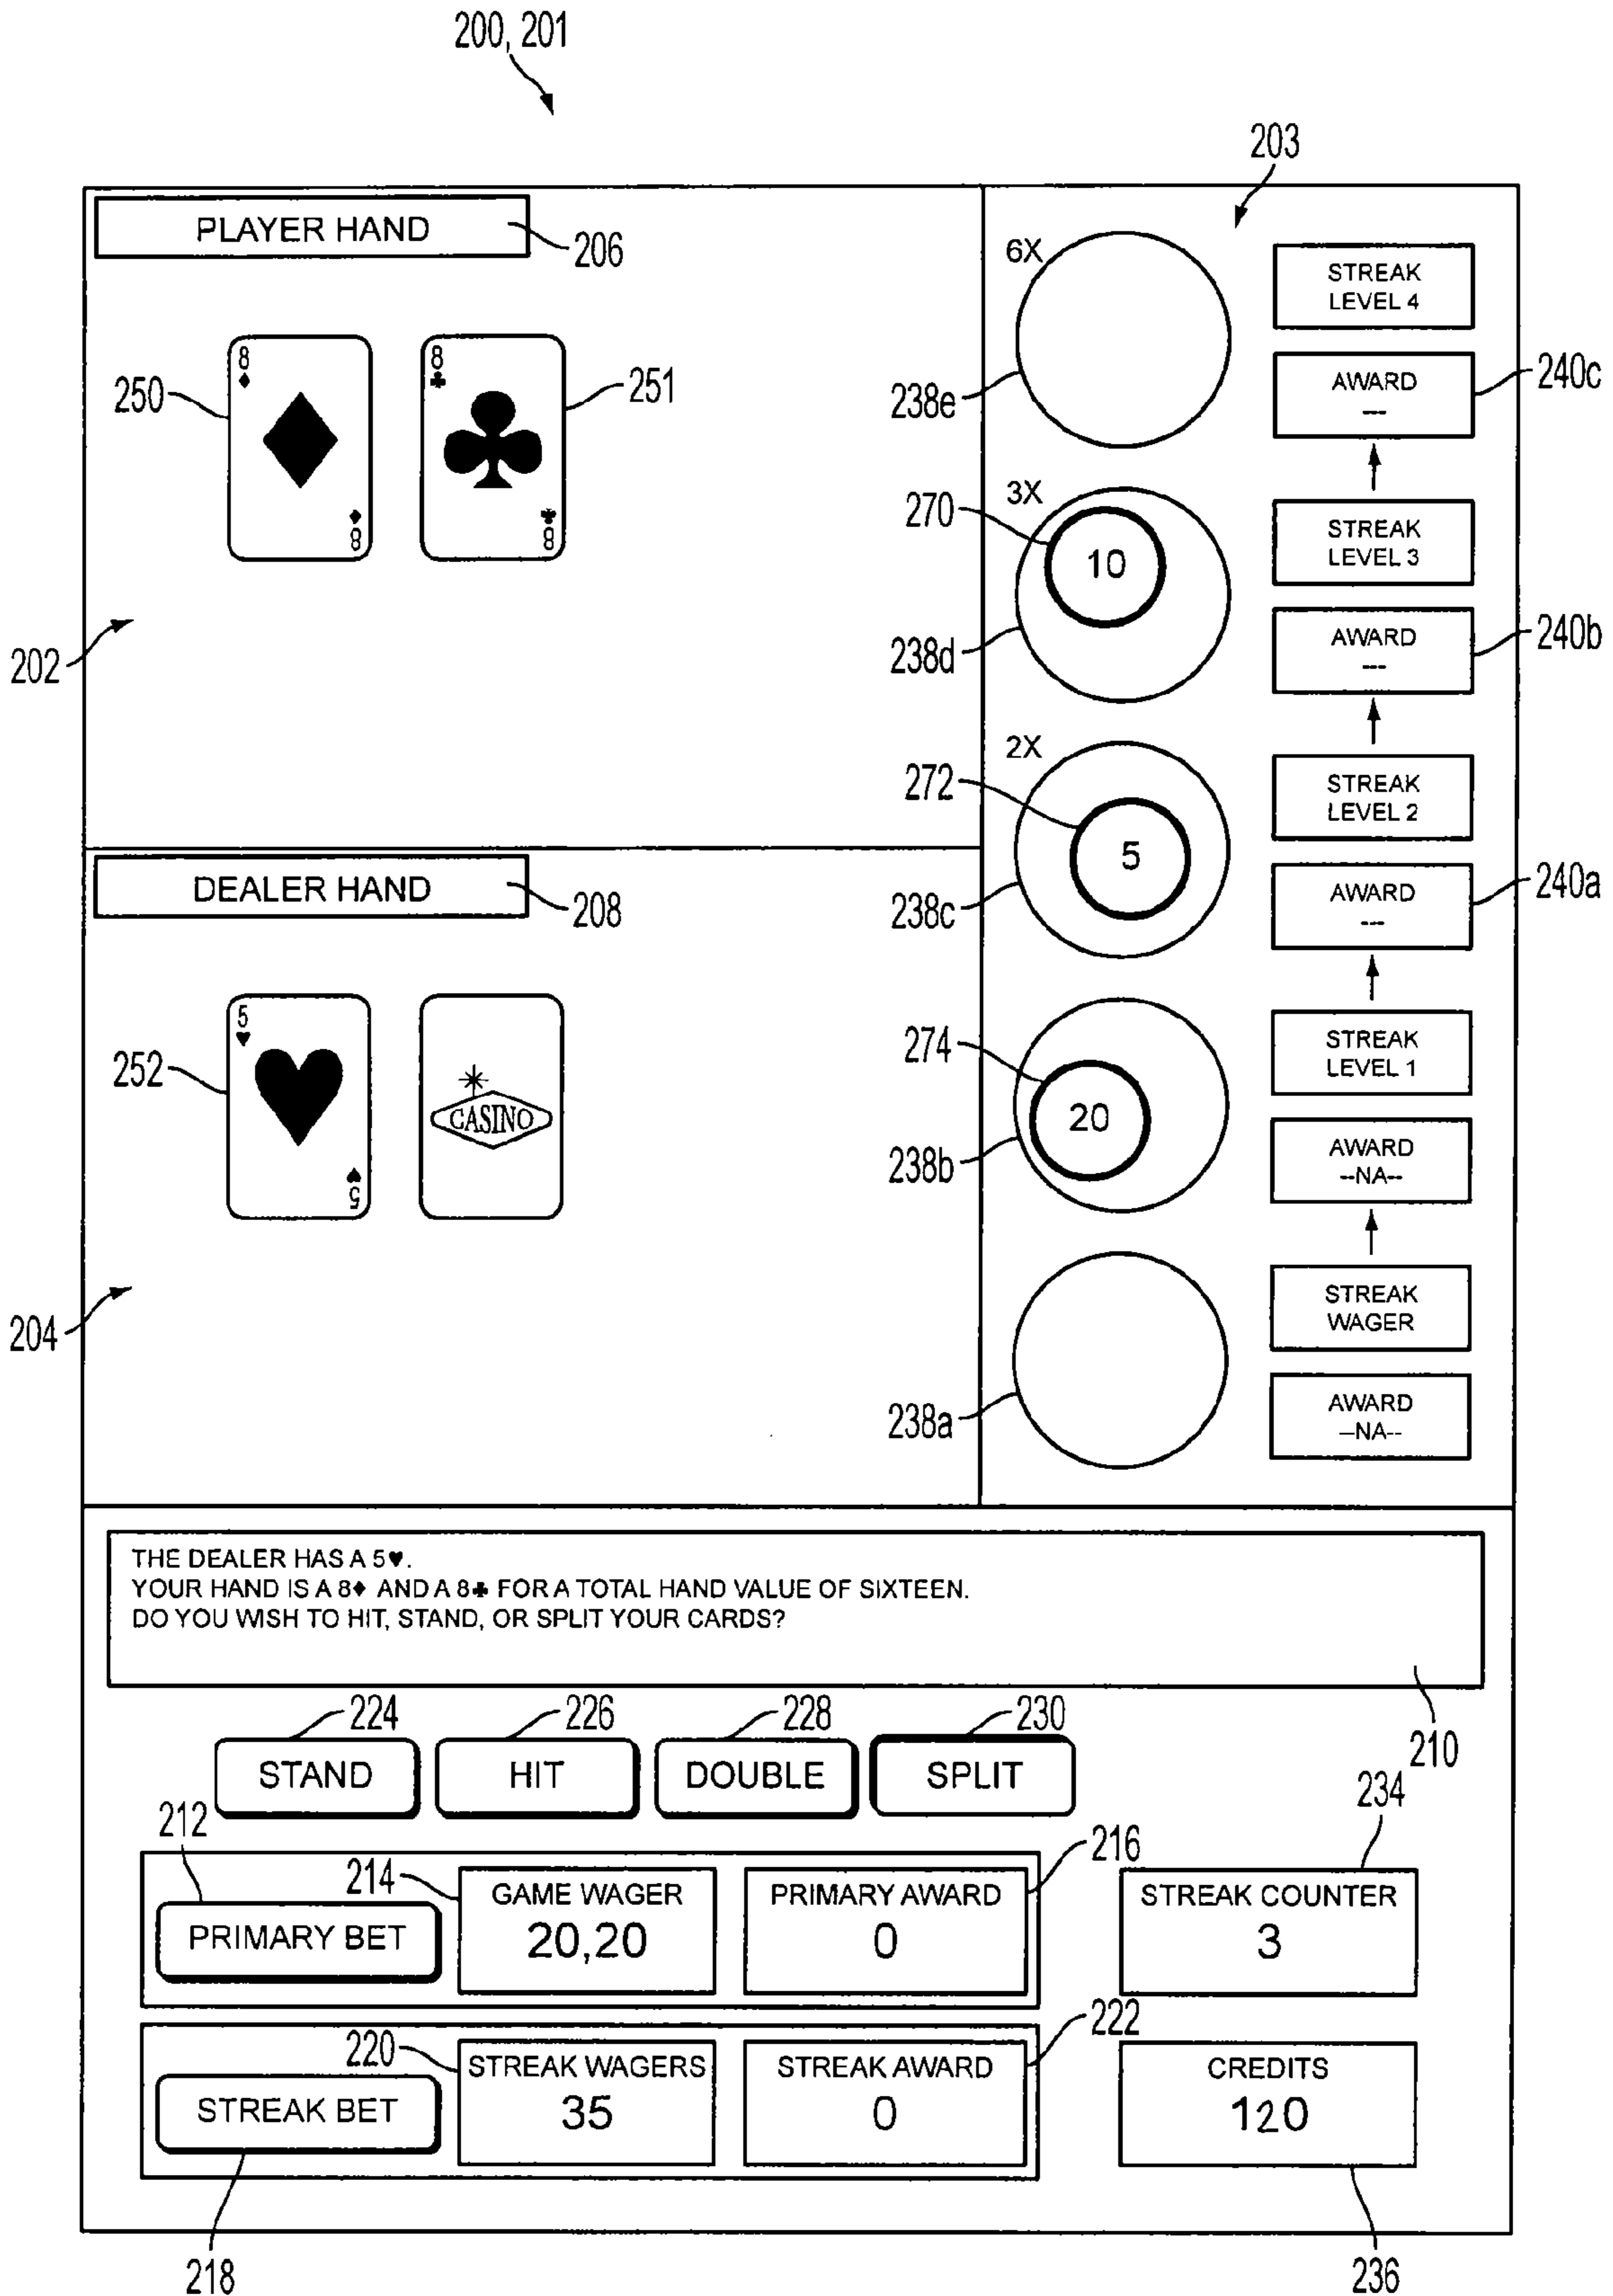 200, 201
203
PLAYER HAND
206
8
8
250
251
8
8
202
DEALER HAND
208
5
252
CASINO
5
204
6X
238e
STREAK
LEVEL 4
AWARD
---
240c
3X
270
10
238d
STREAK
LEVEL 3
AWARD
---
240b
2X
272
5
238c
STREAK
LEVEL 2
AWARD
---
240a
274
20
238b
STREAK
LEVEL 1
AWARD
--NA--
238a
STREAK
WAGER
AWARD
--NA--
THE DEALER HAS A 5♥.
YOUR HAND IS A 8♦ AND A 8♣ FOR A TOTAL HAND VALUE OF SIXTEEN.
DO YOU WISH TO HIT, STAND, OR SPLIT YOUR CARDS?
210
224
226
228
230
STAND
HIT
DOUBLE
SPLIT
212
214
216
234
PRIMARY BET
GAME WAGER
20,20
PRIMARY AWARD
0
STREAK COUNTER
3
220
222
STREAK BET
STREAK WAGERS
35
STREAK AWARD
0
CREDITS
120
218
236